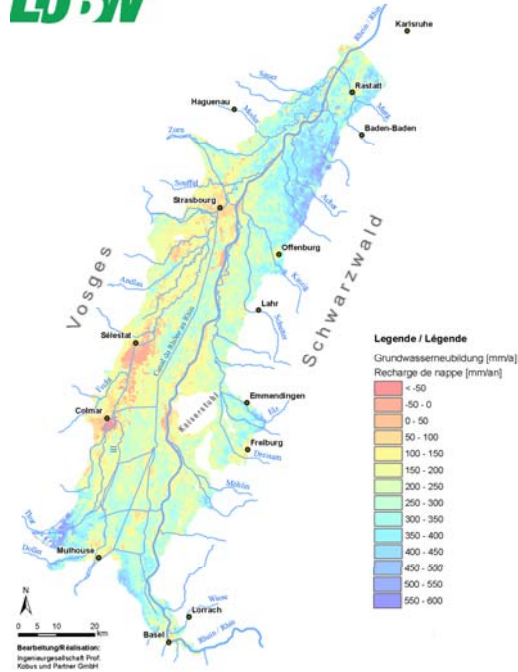 LUBW
Karlsruhe
Rhein / Rhin
Sauer
Rastatt
Haguenau
Moder
Murg
Baden-Baden
Zorn
Souffel
Acher
Strasbourg
Offenburg
Kinzig
Vosges
Schwarzwald
Andlau
Lahr
Schutter
Canal du Rhône au Rhin
Sélestat
Legende / Légende
Grundwasserneubildung [mm/a]
Recharge de nappe [mm/an]
< -50
-50 - 0
0 - 50
50 - 100
100 - 150
150 - 200
200 - 250
250 - 300
300 - 350
350 - 400
400 - 450
450 - 500
500 - 550
550 - 600
Fecht
Kaiserstuhl
Emmendingen
Elz
Colmar
Ill
Freiburg
Dreisam
Möhlin
Thur
Doller
Mulhouse
N
0 5 10 20
km
Wiese
Lörrach
Basel
Rhein / Rhin
Bearbeitung/Réalisation:
Ingenieurgesellschaft Prof.
Kobus und Partner GmbH